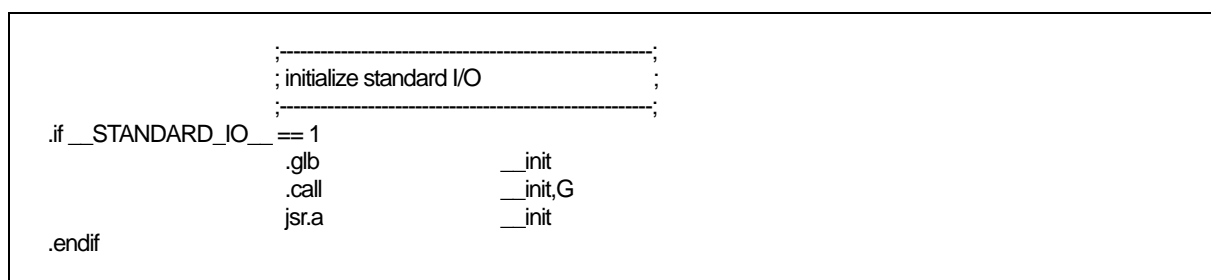 ;-------------------------------------------------------;
; initialize standard I/O ;
;-------------------------------------------------------;
.if __STANDARD_IO__ == 1
.glb __init
.call __init,G
jsr.a __init
.endif